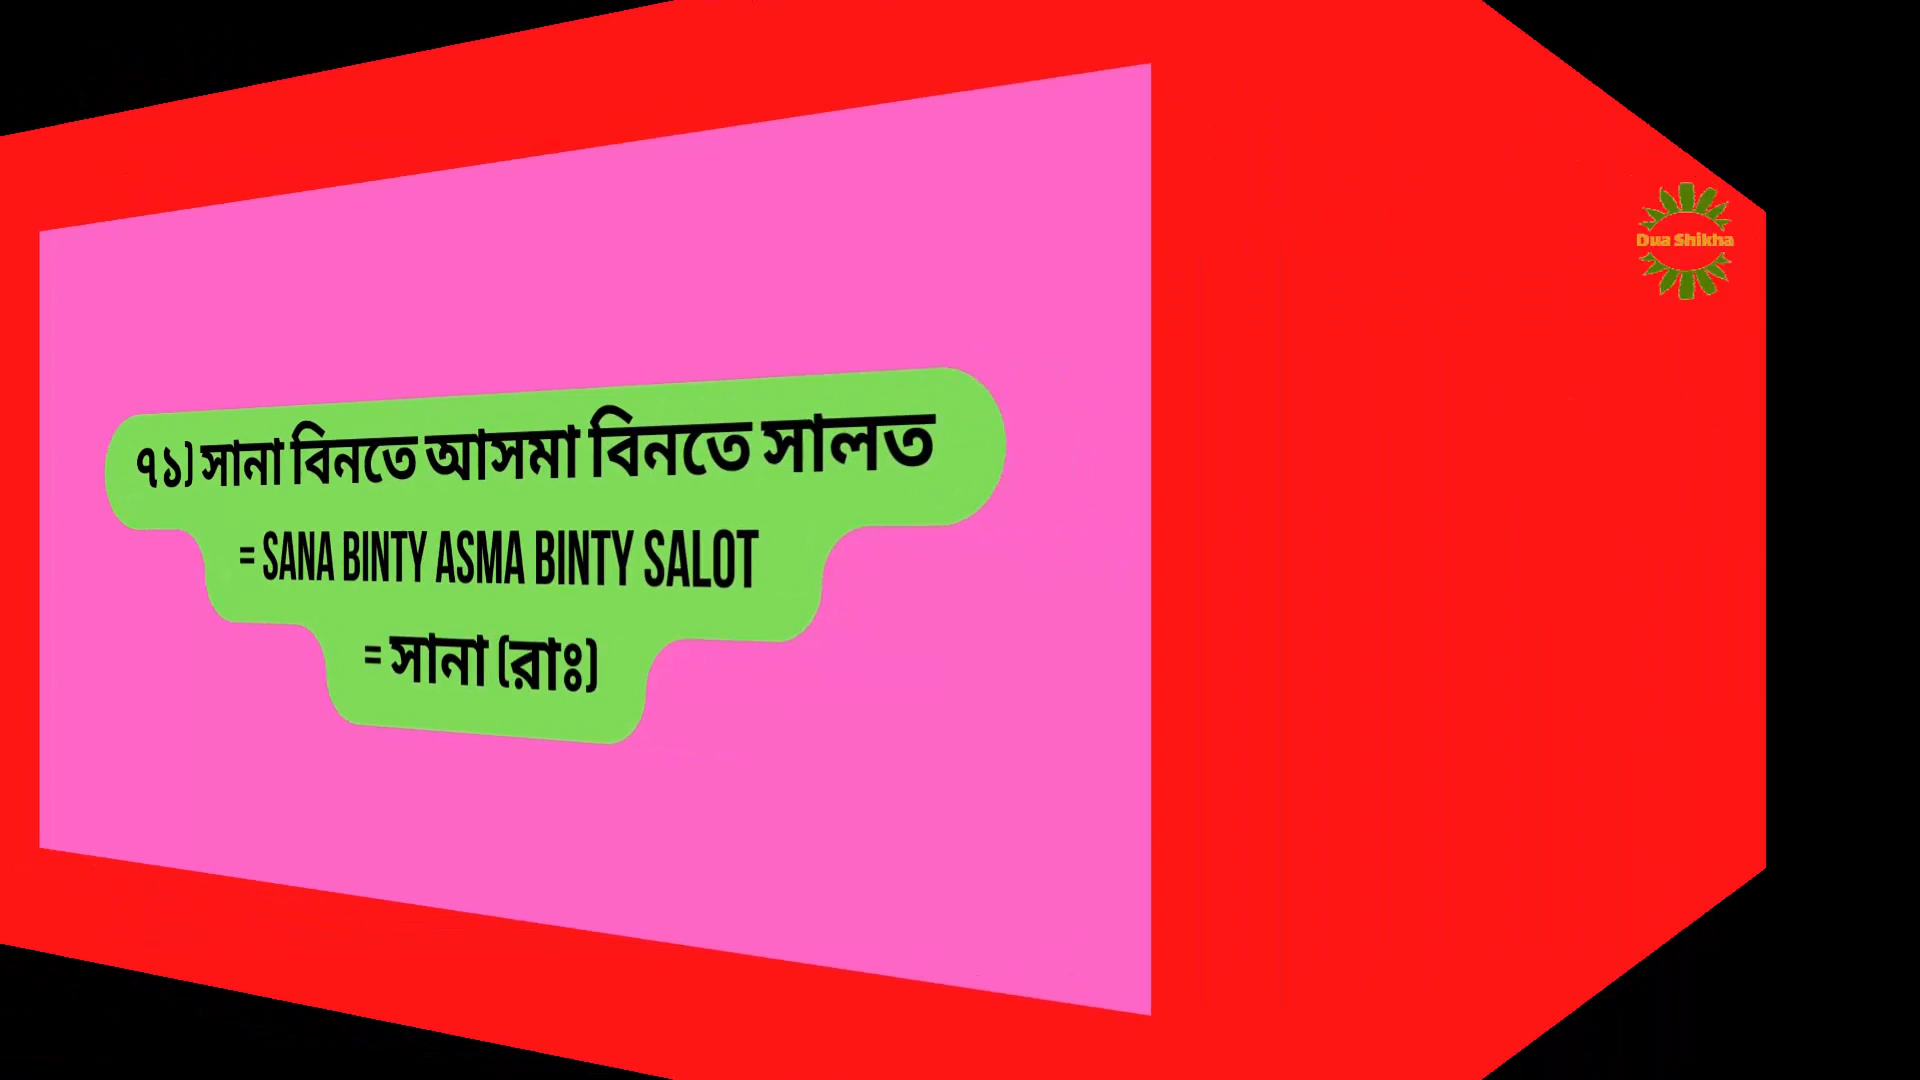 ৭১) সানা বিনতে আসমা বিনতে সালত
= SANA BINTY ASMA BINTY SALOT
= সানা (রাঃ)
Dua Shikha